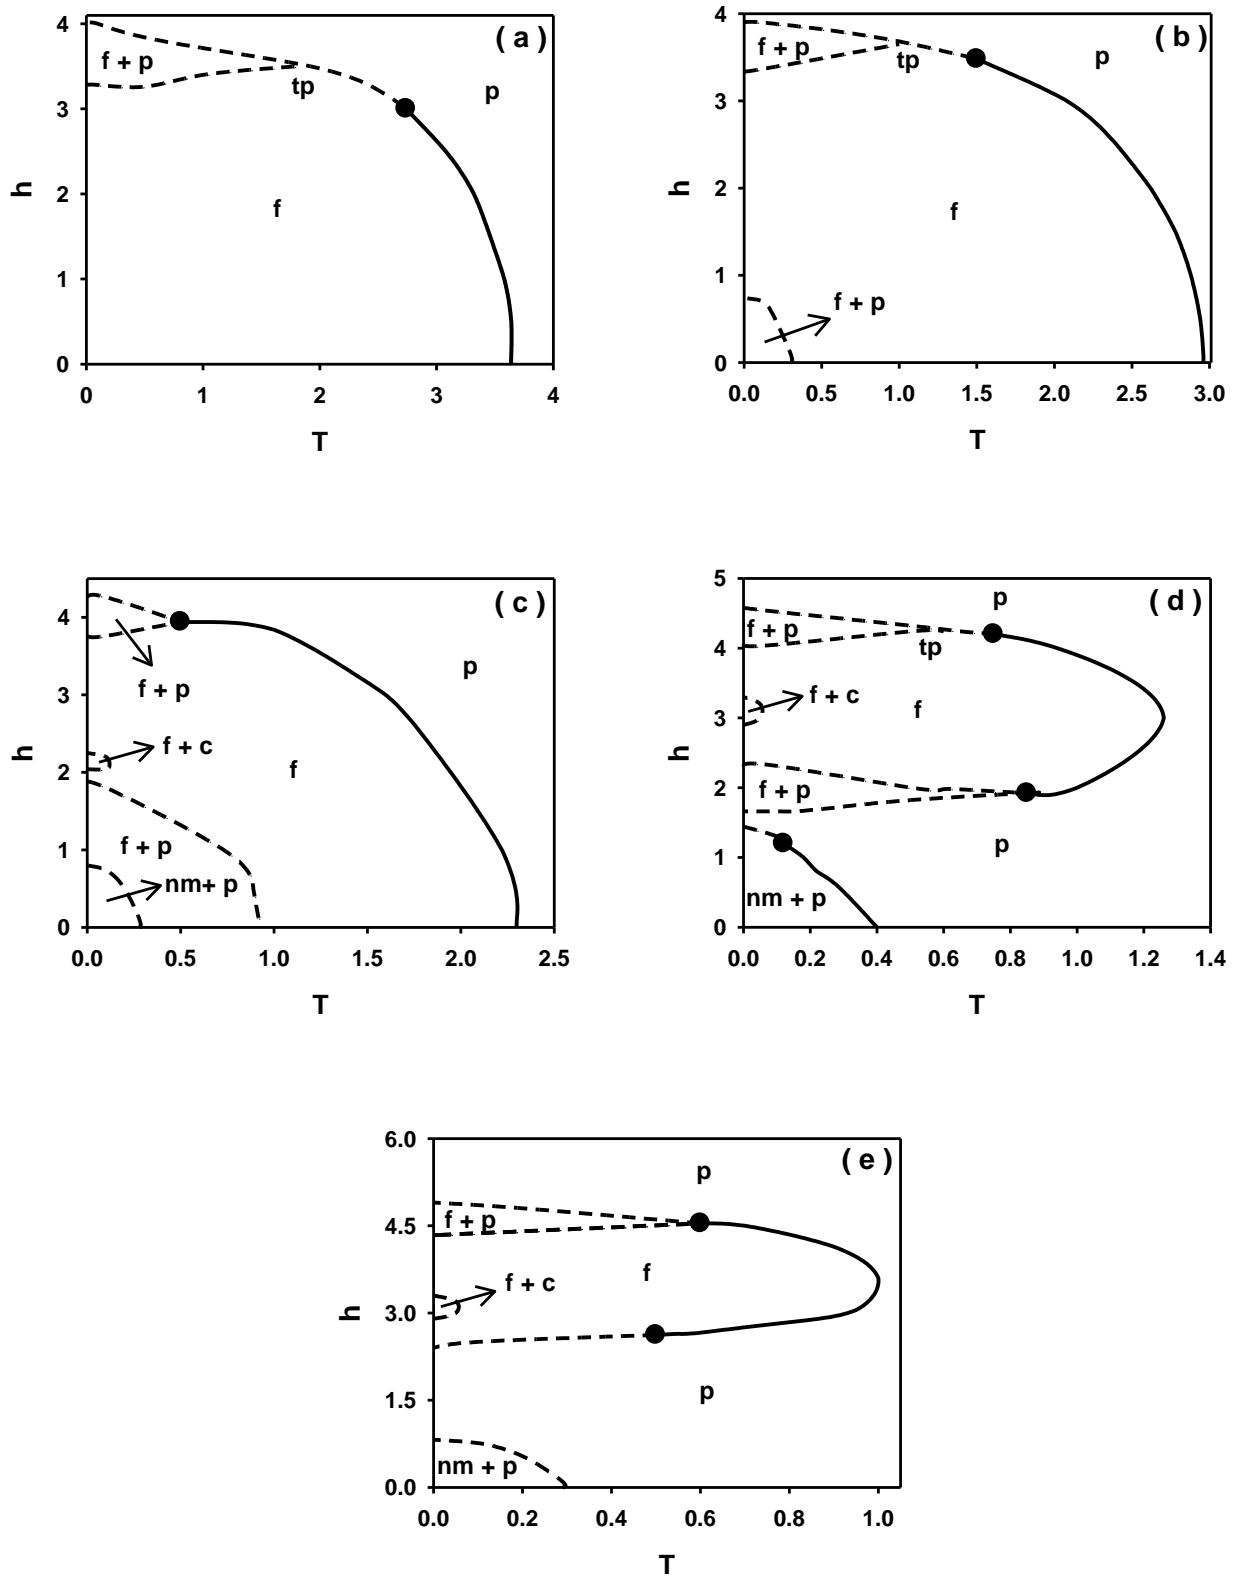 ( a )
4
f + p
tp
3
p
h
2
f
1
0
0
1
2
3
4
T
( b )
4
f + p
tp
p
3
h
2
f
1
f + p
0
0.0
0.5
1.0
1.5
2.0
2.5
3.0
T
( c )
4
f + p
p
3
h
f + c
f
2
f + p
1
nm+ p
0
0.0
0.5
1.0
1.5
2.0
2.5
T
5
p
( d )
f + p
tp
4
f + c
f
3
h
f + p
2
p
1
nm + p
0
0.0
0.2
0.4
0.6
0.8
1.0
1.2
1.4
T
6.0
( e )
p
f + p
4.5
f
f + c
3.0
h
p
1.5
nm + p
0.0
0.0
0.2
0.4
0.6
0.8
1.0
T